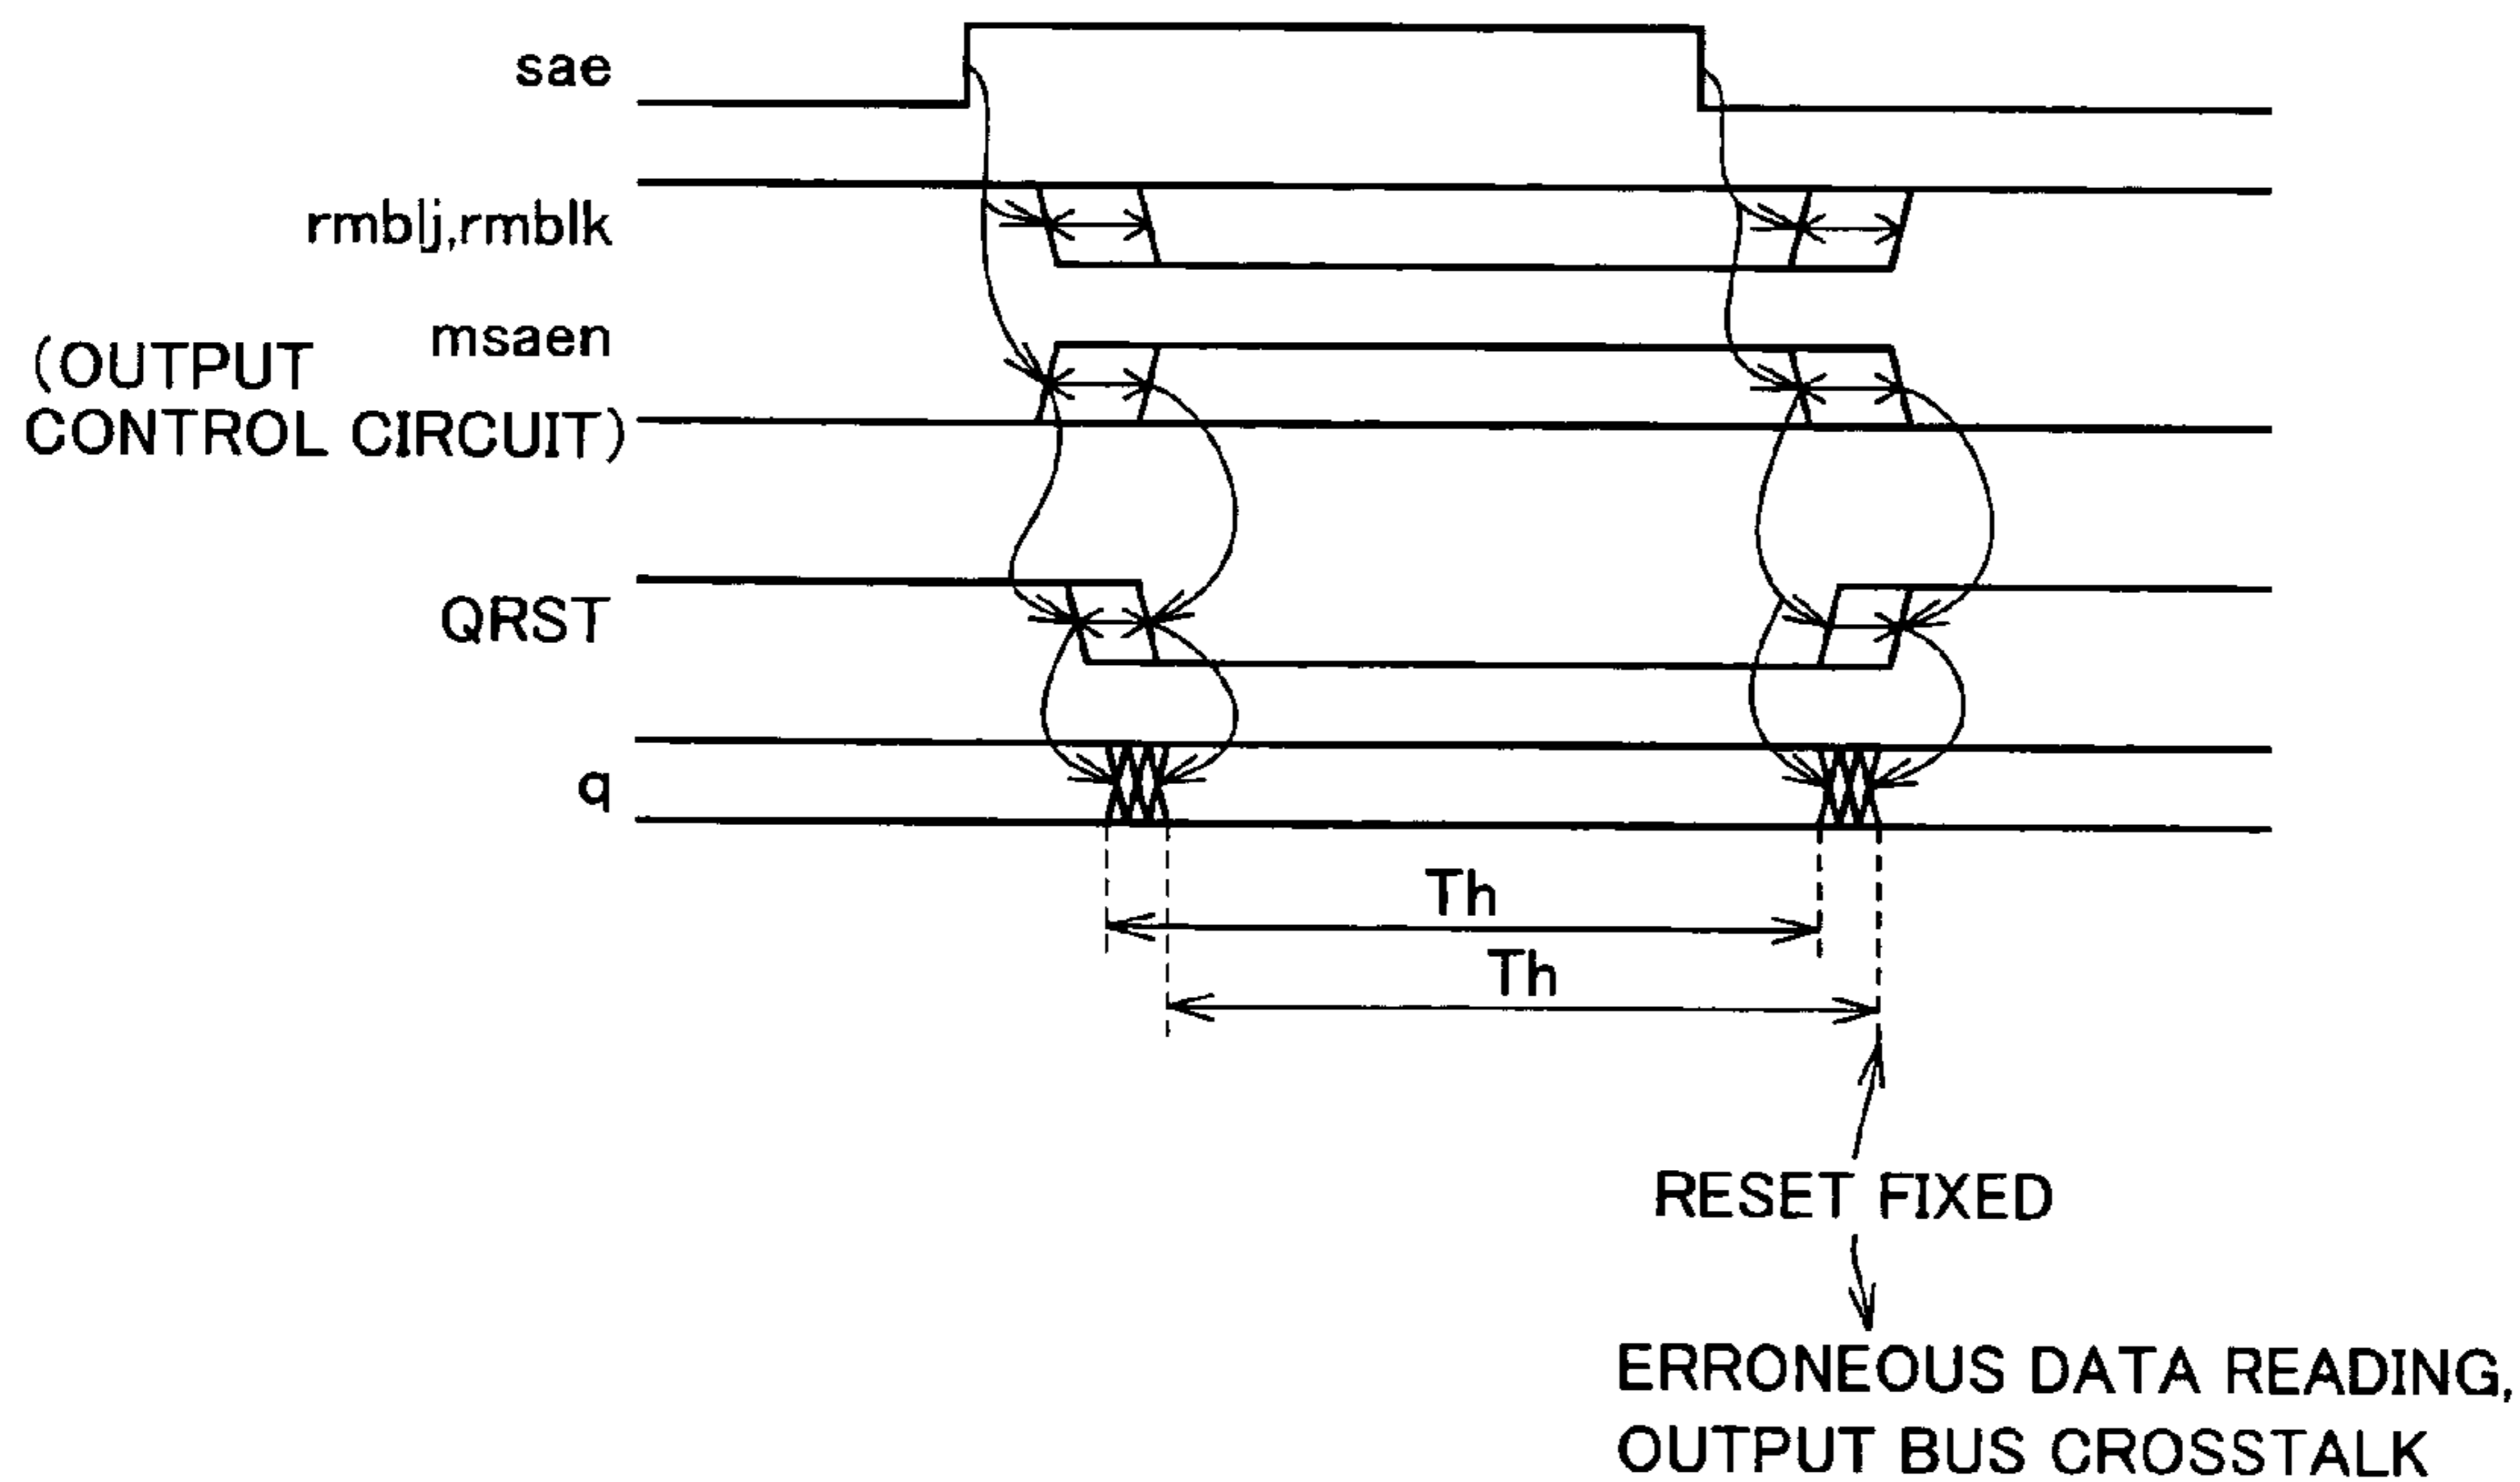 sae
rmblj,rmblk
msaen
(OUTPUT
CONTROL CIRCUIT)
QRST
q
Th
Th
RESET FIXED
ERRONEOUS DATA READING,
OUTPUT BUS CROSSTALK